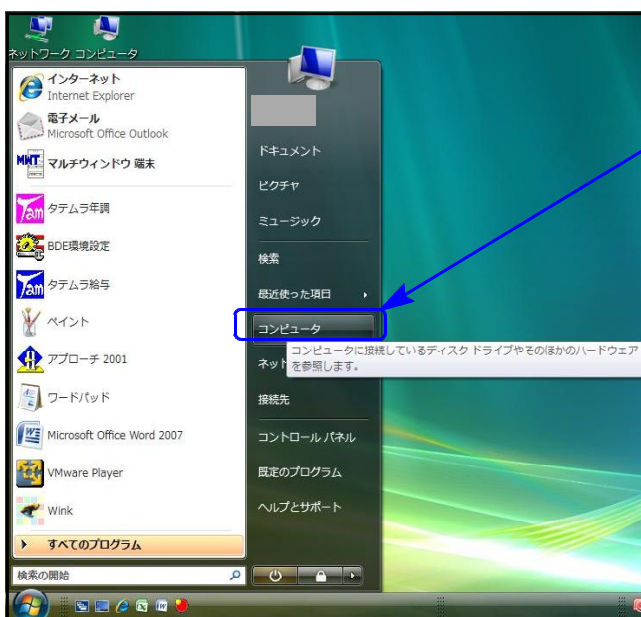 ネットワーク コンピュータ
インターネット
Internet Explorer
電子メール
Microsoft Office Outlook
MWT マルチウィンドウ 端末
Tam タテムラ年調
BDE環境設定
Tam タテムラ給与
ペイント
アプローチ 2001
ワードパッド
Microsoft Office Word 2007
VMware Player
Wink
すべてのプログラム
検索の開始
ドキュメント
ピクチャ
ミュージック
検索
最近使った項目
コンピュータ
コンピュータに接続しているディスク ドライブやそのほかのハードウェア
を参照します。
ネット
接続先
コントロール パネル
既定のプログラム
ヘルプとサポート